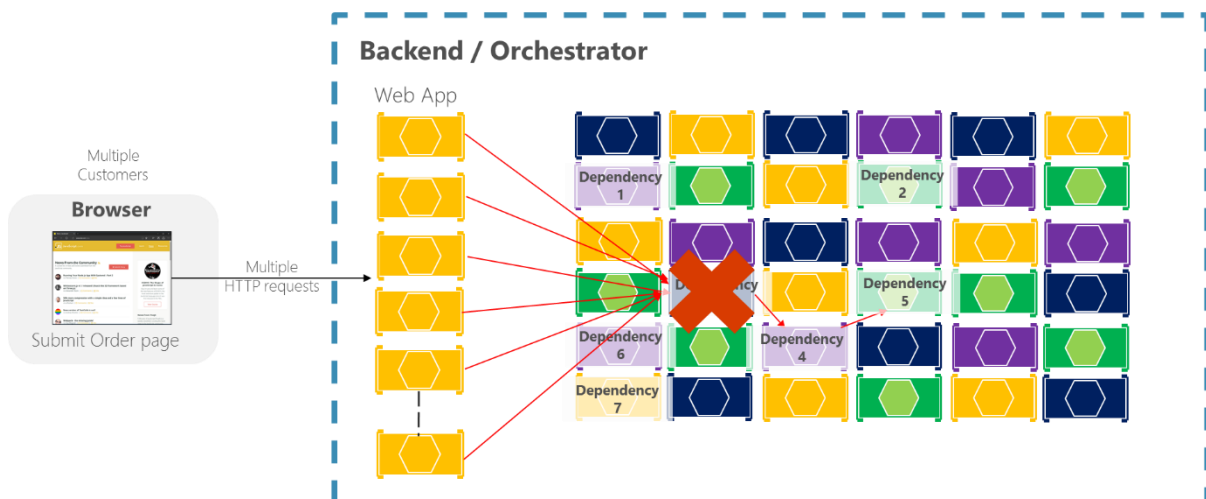 Backend / Orchestrator
Web App
Multiple
Customers
Browser
Submit Order page
Multiple
HTTP requests
Dependency
1
Dependency
2
Dependency
5
Dependency
6
Dependency
4
Dependency
7